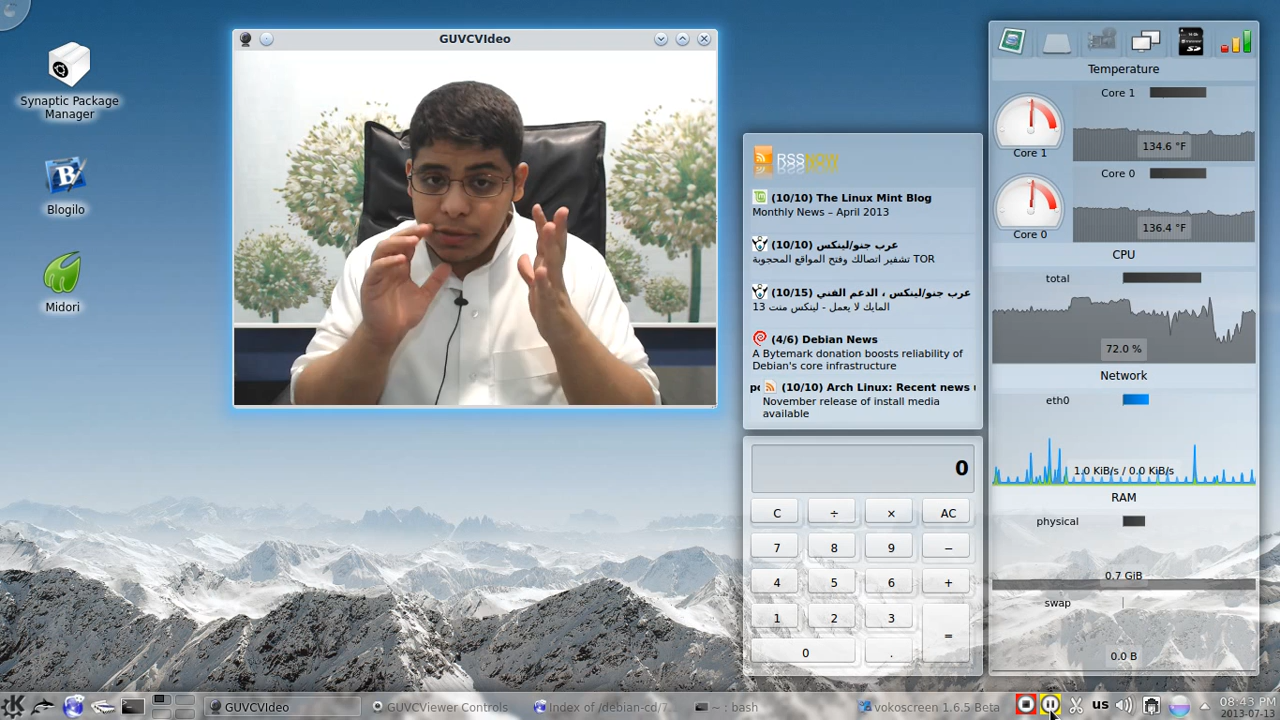 Synaptic Package
Manager
Blogilo
Midori
GUVCVIdeo
RSSNOW
(10/10) The Linux Mint Blog
Monthly News – April 2013
(10/10) عرب جنو/لينكس
تشفير اتصالك وفتح المواقع المحجوبة TOR
(10/15) عرب جنو/لينكس ، الدعم الفني
المايك لا يعمل - لينكس منت 13
(4/6) Debian News
A Bytemark donation boosts reliability of
Debian's core infrastructure
(10/10) Arch Linux: Recent news
November release of install media
available
0
C ÷ × AC
7 8 9 −
4 5 6 +
1 2 3
=
0 .
Temperature
Core 1
Core 1
134.6 °F
Core 0
Core 0
136.4 °F
CPU
total
72.0 %
Network
eth0
1.0 KiB/s / 0.0 KiB/s
RAM
physical
0.7 GiB
swap
0.0 B
GUVCVIdeo
GUVCViewer Controls
Index of /debian-cd/7...
~ : bash
vokoscreen 1.6.5 Beta
us
08:43 PM
2013-07-13